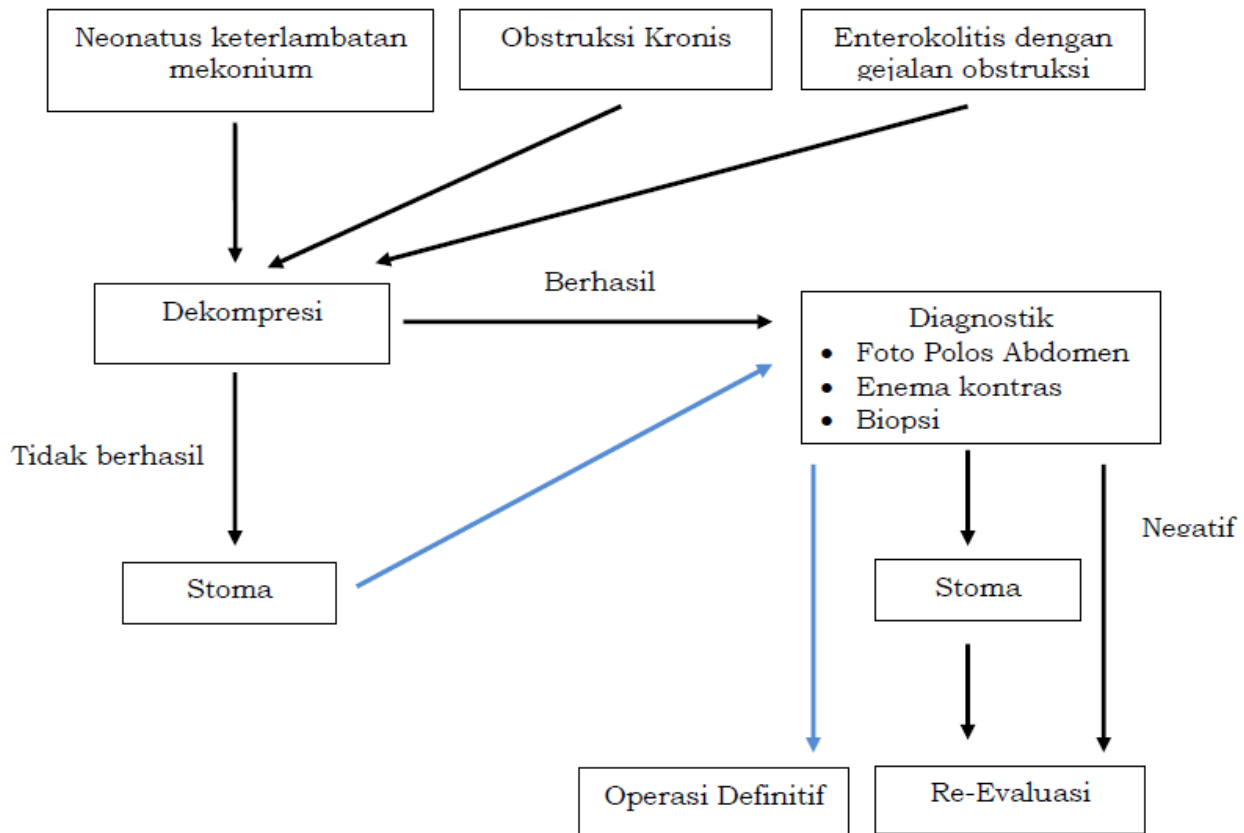 Neonatus keterlambatan
mekonium
Obstruksi Kronis
Enterokolitis dengan
gejalan obstruksi
Berhasil
Dekompresi
Diagnostik
• Foto Polos Abdomen
• Enema kontras
• Biopsi
Tidak berhasil
Negatif
Stoma
Stoma
Operasi Definitif
Re-Evaluasi